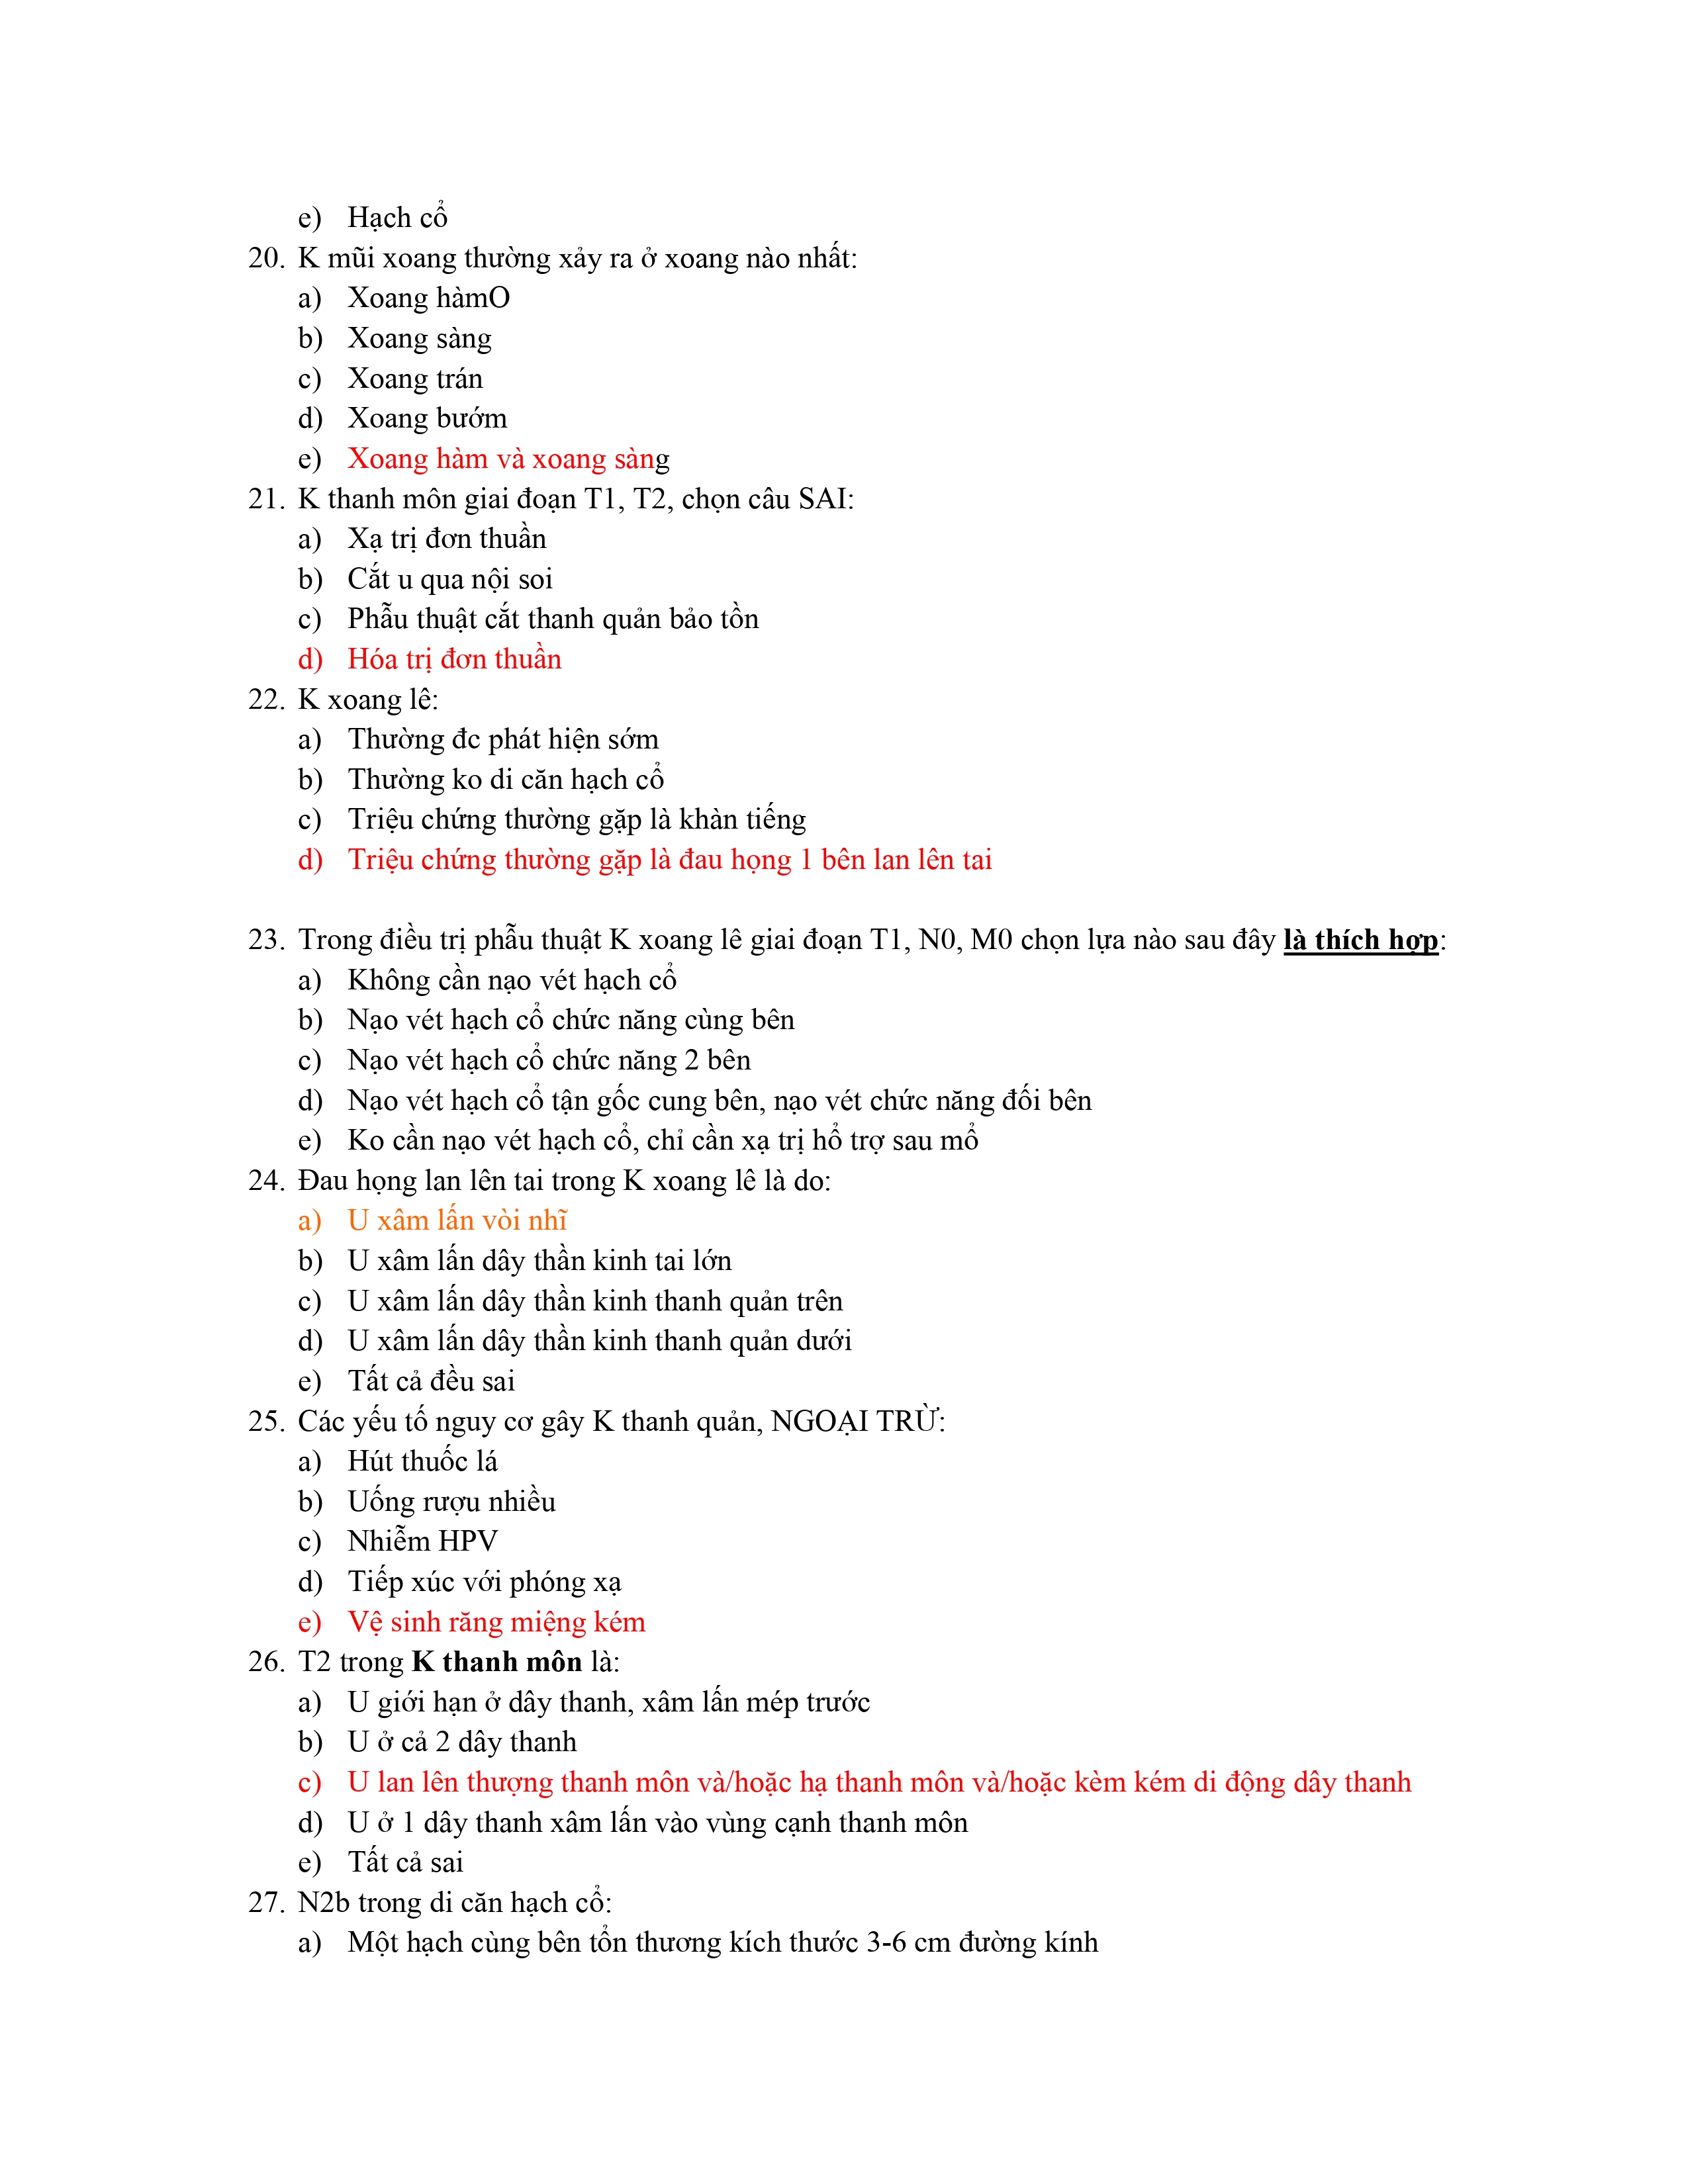 e) Hạch cổ
20. K mũi xoang thường xảy ra ở xoang nào nhất:
a) Xoang hàmO
b) Xoang sàng
c) Xoang trán
d) Xoang bướm
e) Xoang hàm và xoang sàng
21. K thanh môn giai đoạn T1, T2, chọn câu SAI:
a) Xạ trị đơn thuần
b) Cắt u qua nội soi
c) Phẫu thuật cắt thanh quản bảo tồn
d) Hóa trị đơn thuần
22. K xoang lê:
a) Thường đc phát hiện sớm
b) Thường ko di căn hạch cổ
c) Triệu chứng thường gặp là khàn tiếng
d) Triệu chứng thường gặp là đau họng 1 bên lan lên tai
23. Trong điều trị phẫu thuật K xoang lê giai đoạn T1, N0, M0 chọn lựa nào sau đây là thích hợp:
a) Không cần nạo vét hạch cổ
b) Nạo vét hạch cổ chức năng cùng bên
c) Nạo vét hạch cổ chức năng 2 bên
d) Nạo vét hạch cổ tận gốc cung bên, nạo vét chức năng đối bên
e) Ko cần nạo vét hạch cổ, chỉ cần xạ trị hổ trợ sau mổ
24. Đau họng lan lên tai trong K xoang lê là do:
a) U xâm lấn vòi nhĩ
b) U xâm lấn dây thần kinh tai lớn
c) U xâm lấn dây thần kinh thanh quản trên
d) U xâm lấn dây thần kinh thanh quản dưới
e) Tất cả đều sai
25. Các yếu tố nguy cơ gây K thanh quản, NGOẠI TRỪ:
a) Hút thuốc lá
b) Uống rượu nhiều
c) Nhiễm HPV
d) Tiếp xúc với phóng xạ
e) Vệ sinh răng miệng kém
26. T2 trong K thanh môn là:
a) U giới hạn ở dây thanh, xâm lấn mép trước
b) U ở cả 2 dây thanh
c) U lan lên thượng thanh môn và/hoặc hạ thanh môn và/hoặc kèm kém di động dây thanh
d) U ở 1 dây thanh xâm lấn vào vùng cạnh thanh môn
e) Tất cả sai
27. N2b trong di căn hạch cổ:
a) Một hạch cùng bên tổn thương kích thước 3-6 cm đường kính